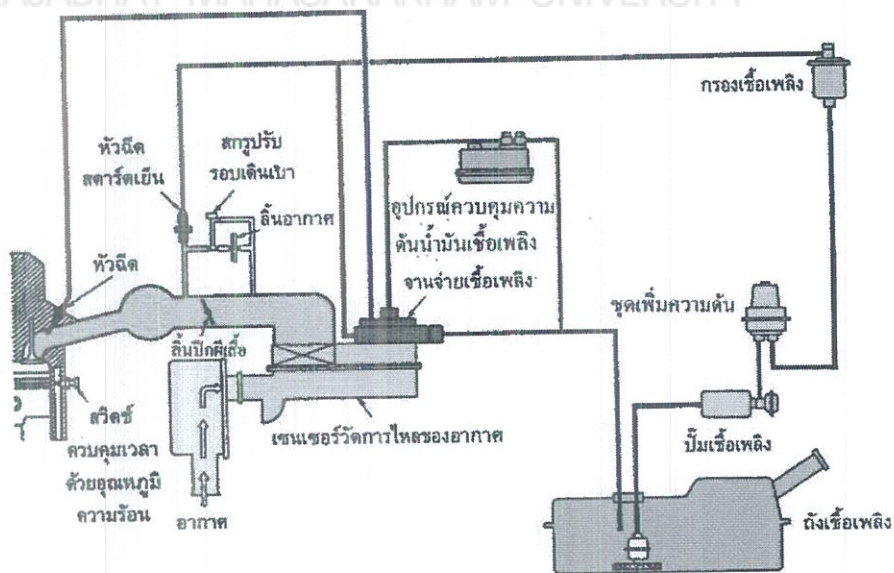 RAJABHAT MAHASARAKHAM UNIVERSITY
กรองเชื้อเพลิง
หัวฉีด
สตาร์ตเย็น
สกรูปรับ
รอบเดินเบา
ลิ้นอากาศ
อุปกรณ์ควบคุมความ
ดันน้ำมันเชื้อเพลิง
จานจ่ายเชื้อเพลิง
หัวฉีด
ชุดเพิ่มความดัน
ลิ้นปีกผีเสื้อ
สวิตช์
ควบคุมเวลา
ด้วยอุณหภูมิ
ความร้อน
เซนเซอร์วัดการไหลของอากาศ
ปั๊มเชื้อเพลิง
อากาศ
ถังเชื้อเพลิง